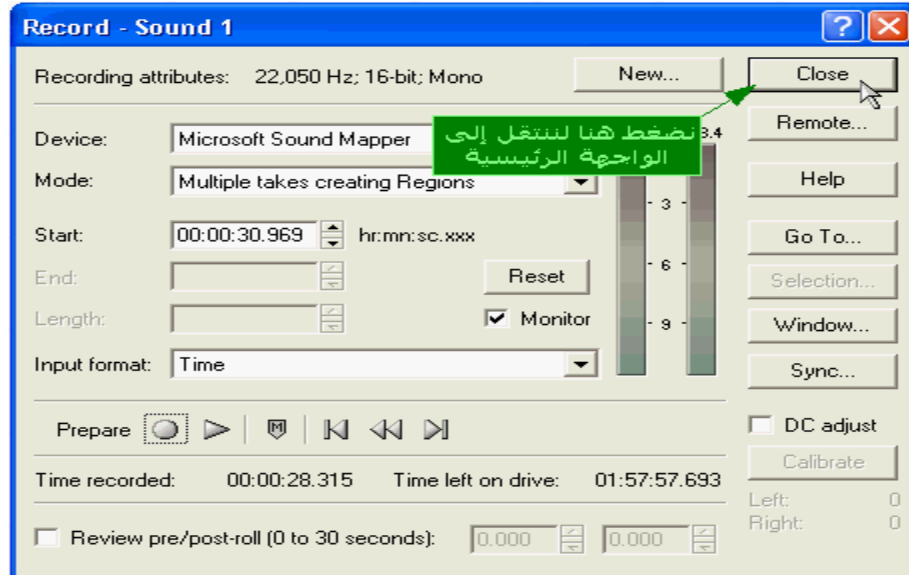 Record - Sound 1
Recording attributes: 22,050 Hz; 16-bit; Mono
New...
Close
نضغط هنا لننتقل إلى
الواجهة الرئيسية
Device: Microsoft Sound Mapper
Remote...
Mode: Multiple takes creating Regions
Help
3
Start: 00:00:30.969 hr:mn:sc.xxx
Go To...
End:
Reset
6
Selection...
Length:
Monitor
9
Window...
Input format: Time
Sync...
Prepare
DC adjust
Calibrate
Time recorded: 00:00:28.315 Time left on drive: 01:57:57.693
Left: 0
Right: 0
Review pre/post-roll (0 to 30 seconds): 0.000 0.000